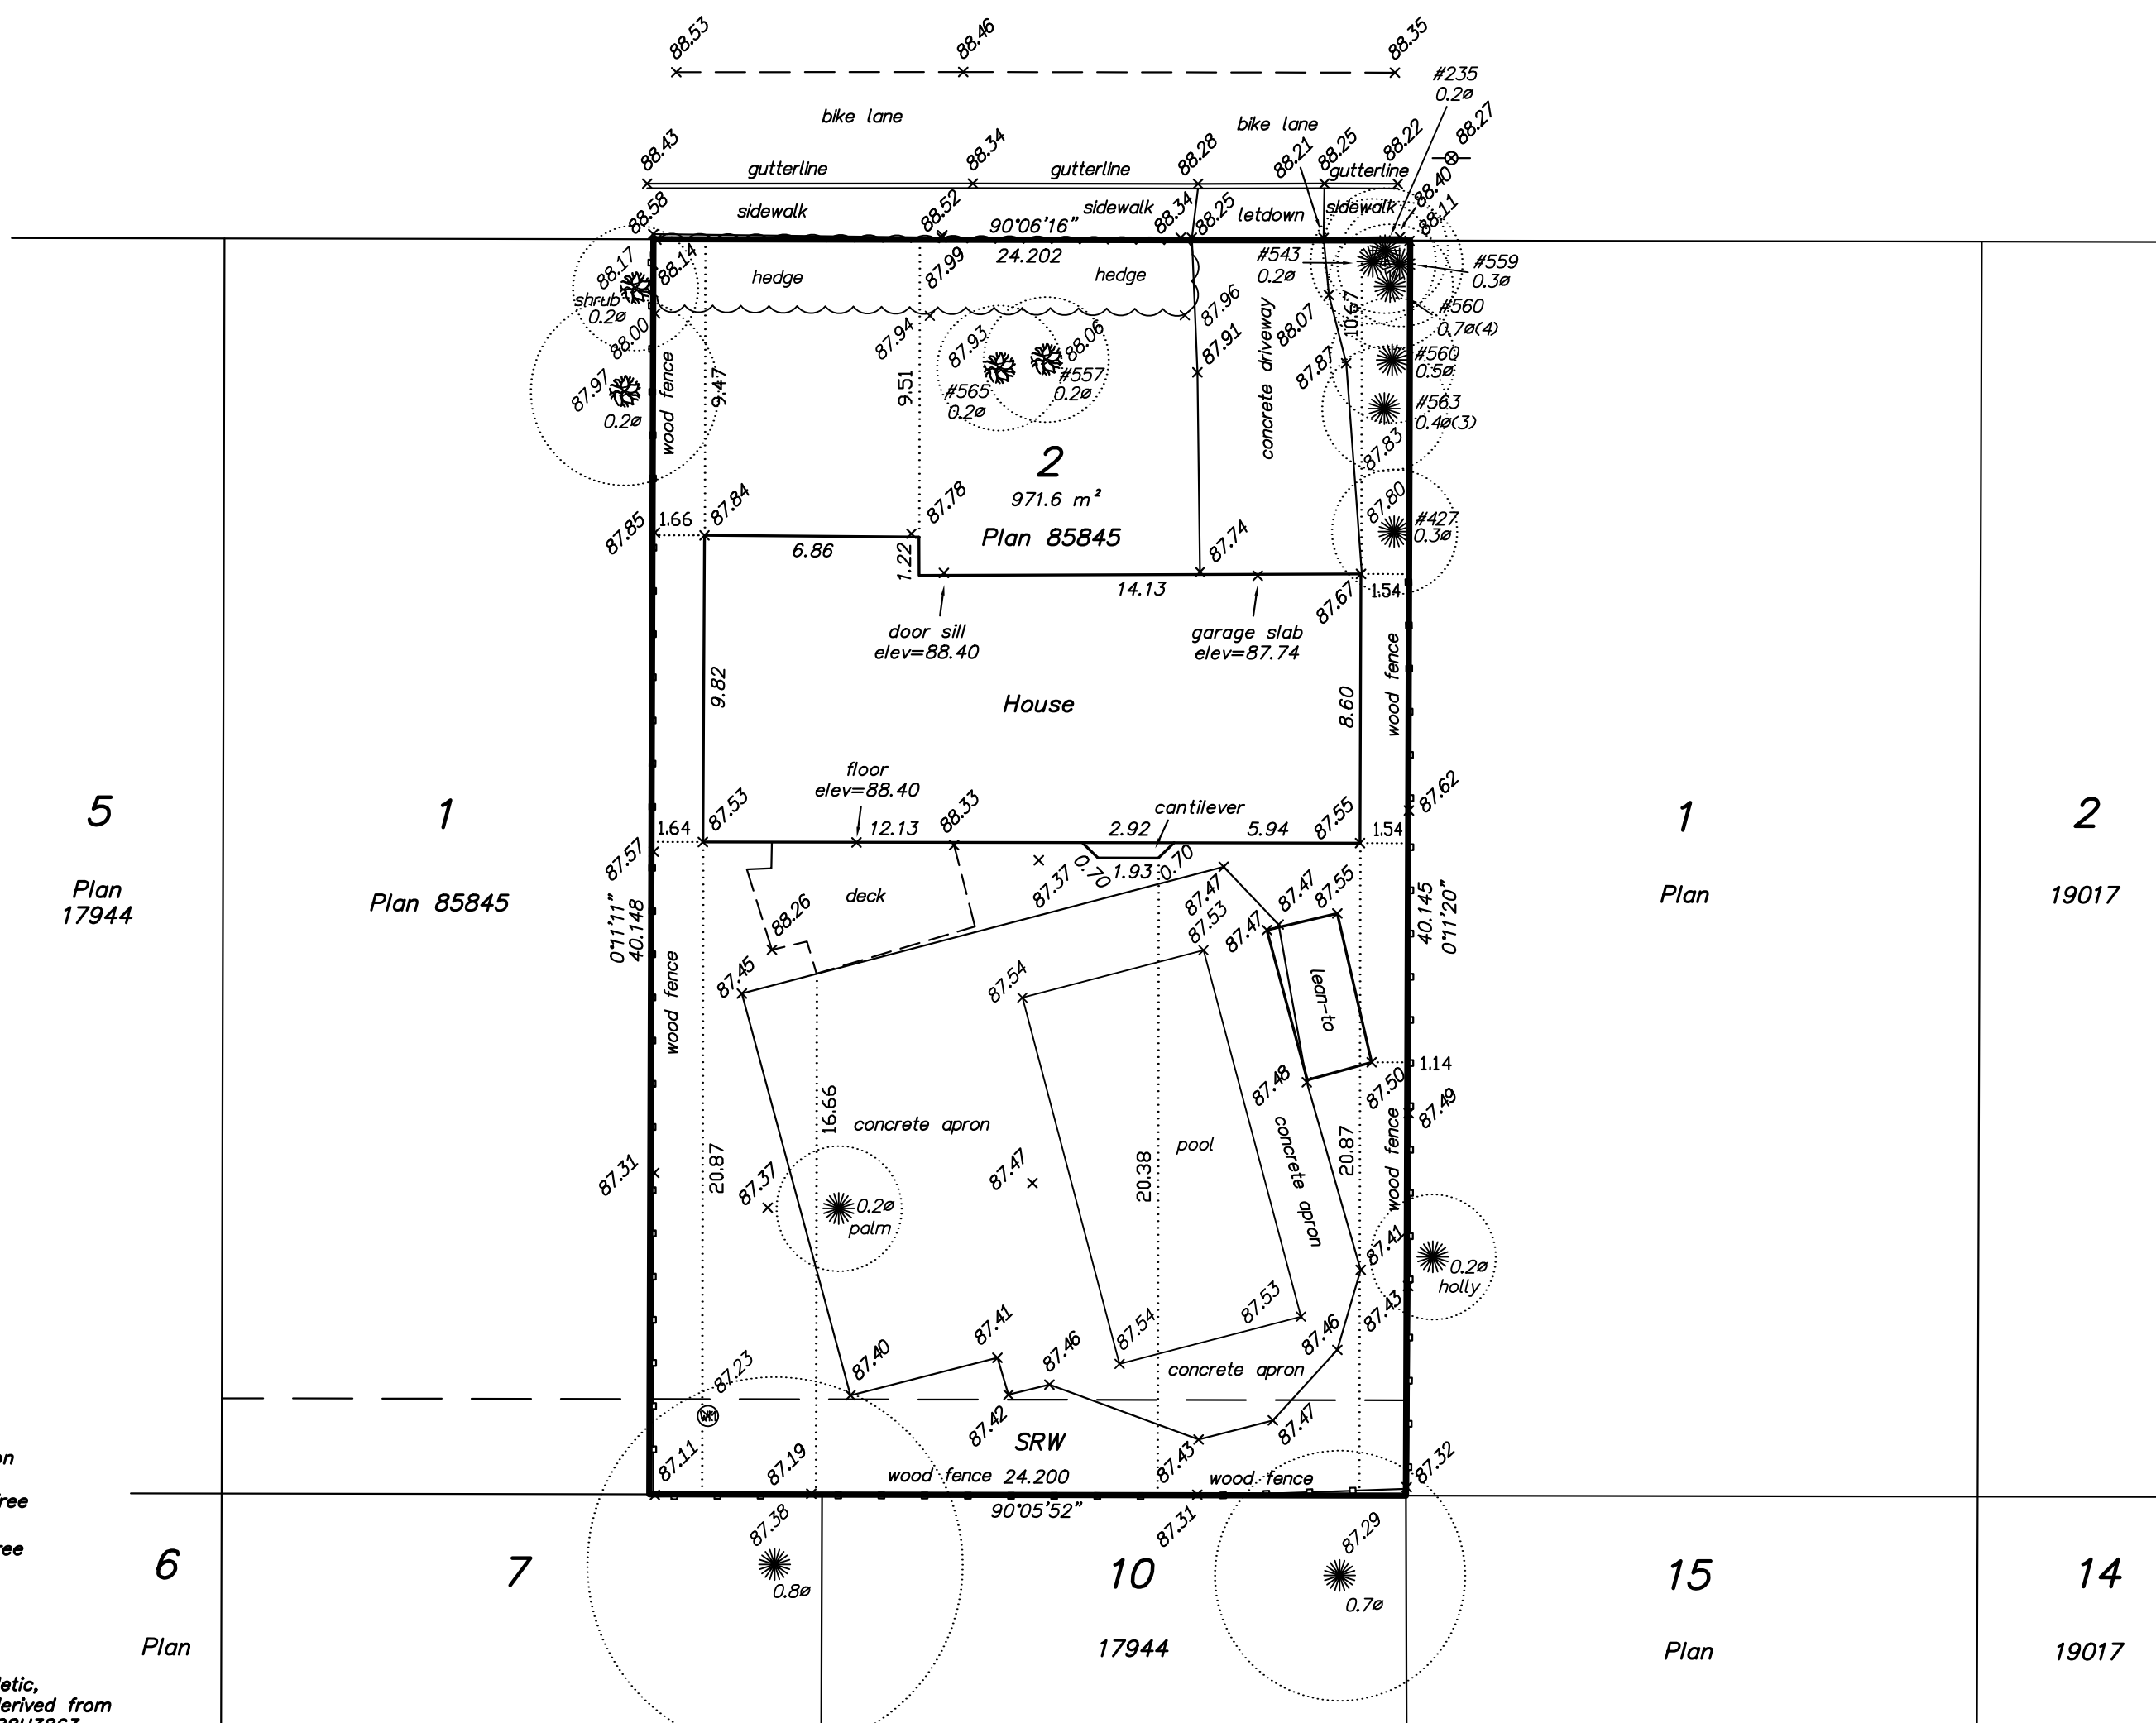 88.53
88.46
88.35
#235
0.2ø
88.27
bike lane
bike lane
88.43
88.34
88.28
88.21
88.25
88.22
gutterline
gutterline
gutterline
88.40
88.11
88.58
sidewalk
88.52
sidewalk
88.34
88.25
letdown
sidewalk
90°06'16"
24.202
#543
0.2ø
#559
0.3ø
88.17
88.14
hedge
87.99
hedge
shrub
0.2ø
88.00
87.94
87.93
88.06
87.96
87.91
concrete driveway
88.07
10.67
#560
0.7ø(4)
87.87
#560
0.5ø
87.97
0.2ø
wood fence
9.47
9.51
#565
0.2ø
#557
0.2ø
#563
0.4ø(3)
87.83
2
971.6 m²
Plan 85845
87.85
1.66
87.84
87.78
87.74
87.80
#427
0.3ø
6.86
1.22
14.13
87.67
1.54
door sill
elev=88.40
garage slab
elev=87.74
wood fence
9.82
House
8.60
floor
elev=88.40
88.33
cantilever
87.62
5
1
1
2
87.57
1.64
87.53
12.13
2.92
5.94
87.55
1.54
0.70
1.93
0.70
87.37
Plan
17944
Plan 85845
deck
88.26
87.47
87.53
87.47
87.47
87.55
Plan
19017
0°11'11"
40.148
40.145
0°11'20"
wood fence
87.45
87.54
lean-to
1.14
87.50
87.49
87.48
16.66
concrete apron
concrete apron
pool
wood fence
87.31
20.87
87.37
87.47
20.38
20.87
0.2ø
palm
87.41
0.2ø
holly
87.53
87.43
87.41
87.46
87.54
87.46
87.40
concrete apron
87.23
WM
87.42
87.47
87.11
87.19
SRW
87.43
87.32
wood fence
24.200
wood fence
90°05'52"
87.38
87.31
87.29
6
7
10
15
14
0.8ø
0.7ø
Plan
17944
Plan
19017